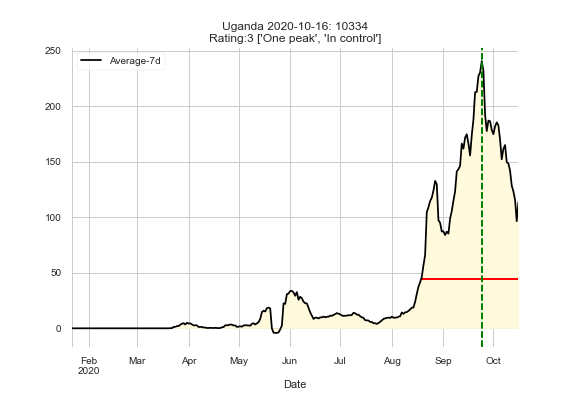 Uganda 2020-10-16: 10334
Rating:3 ['One peak', 'In control']
Average-7d
250
200
150
100
50
0
Feb Mar Apr May Jun Jul Aug Sep Oct
2020
Date